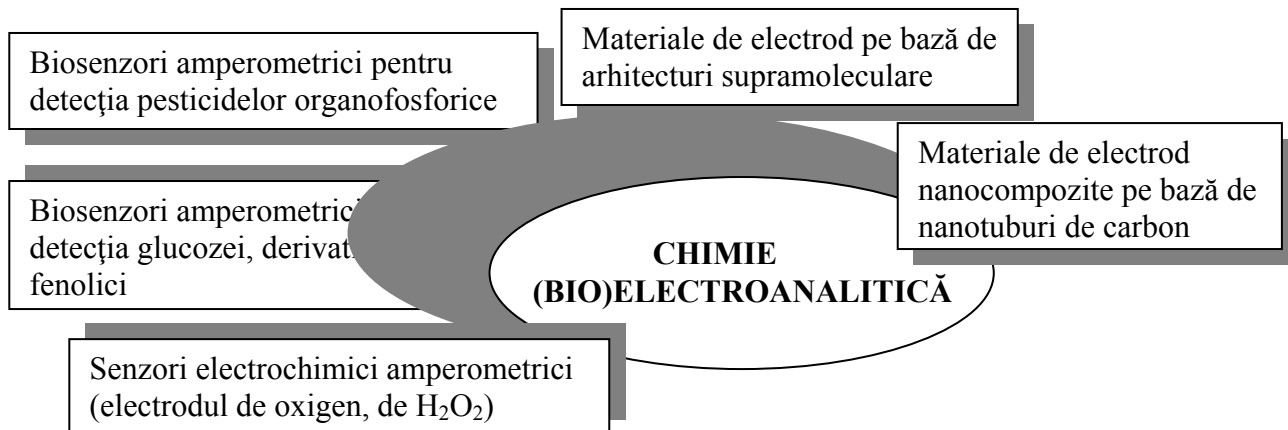 Biosenzori amperometrici pentru
detecţia pesticidelor organofosforice
Materiale de electrod pe bază de
arhitecturi supramoleculare
Materiale de electrod
nanocompozite pe bază de
nanotuburi de carbon
Biosenzori amperometrici
detecţia glucozei,
fenolici
CHIMIE
(BIO)ELECTROANALITICĂ
Senzori electrochimici amperometrici
(electrodul de oxigen, de H₂O₂)